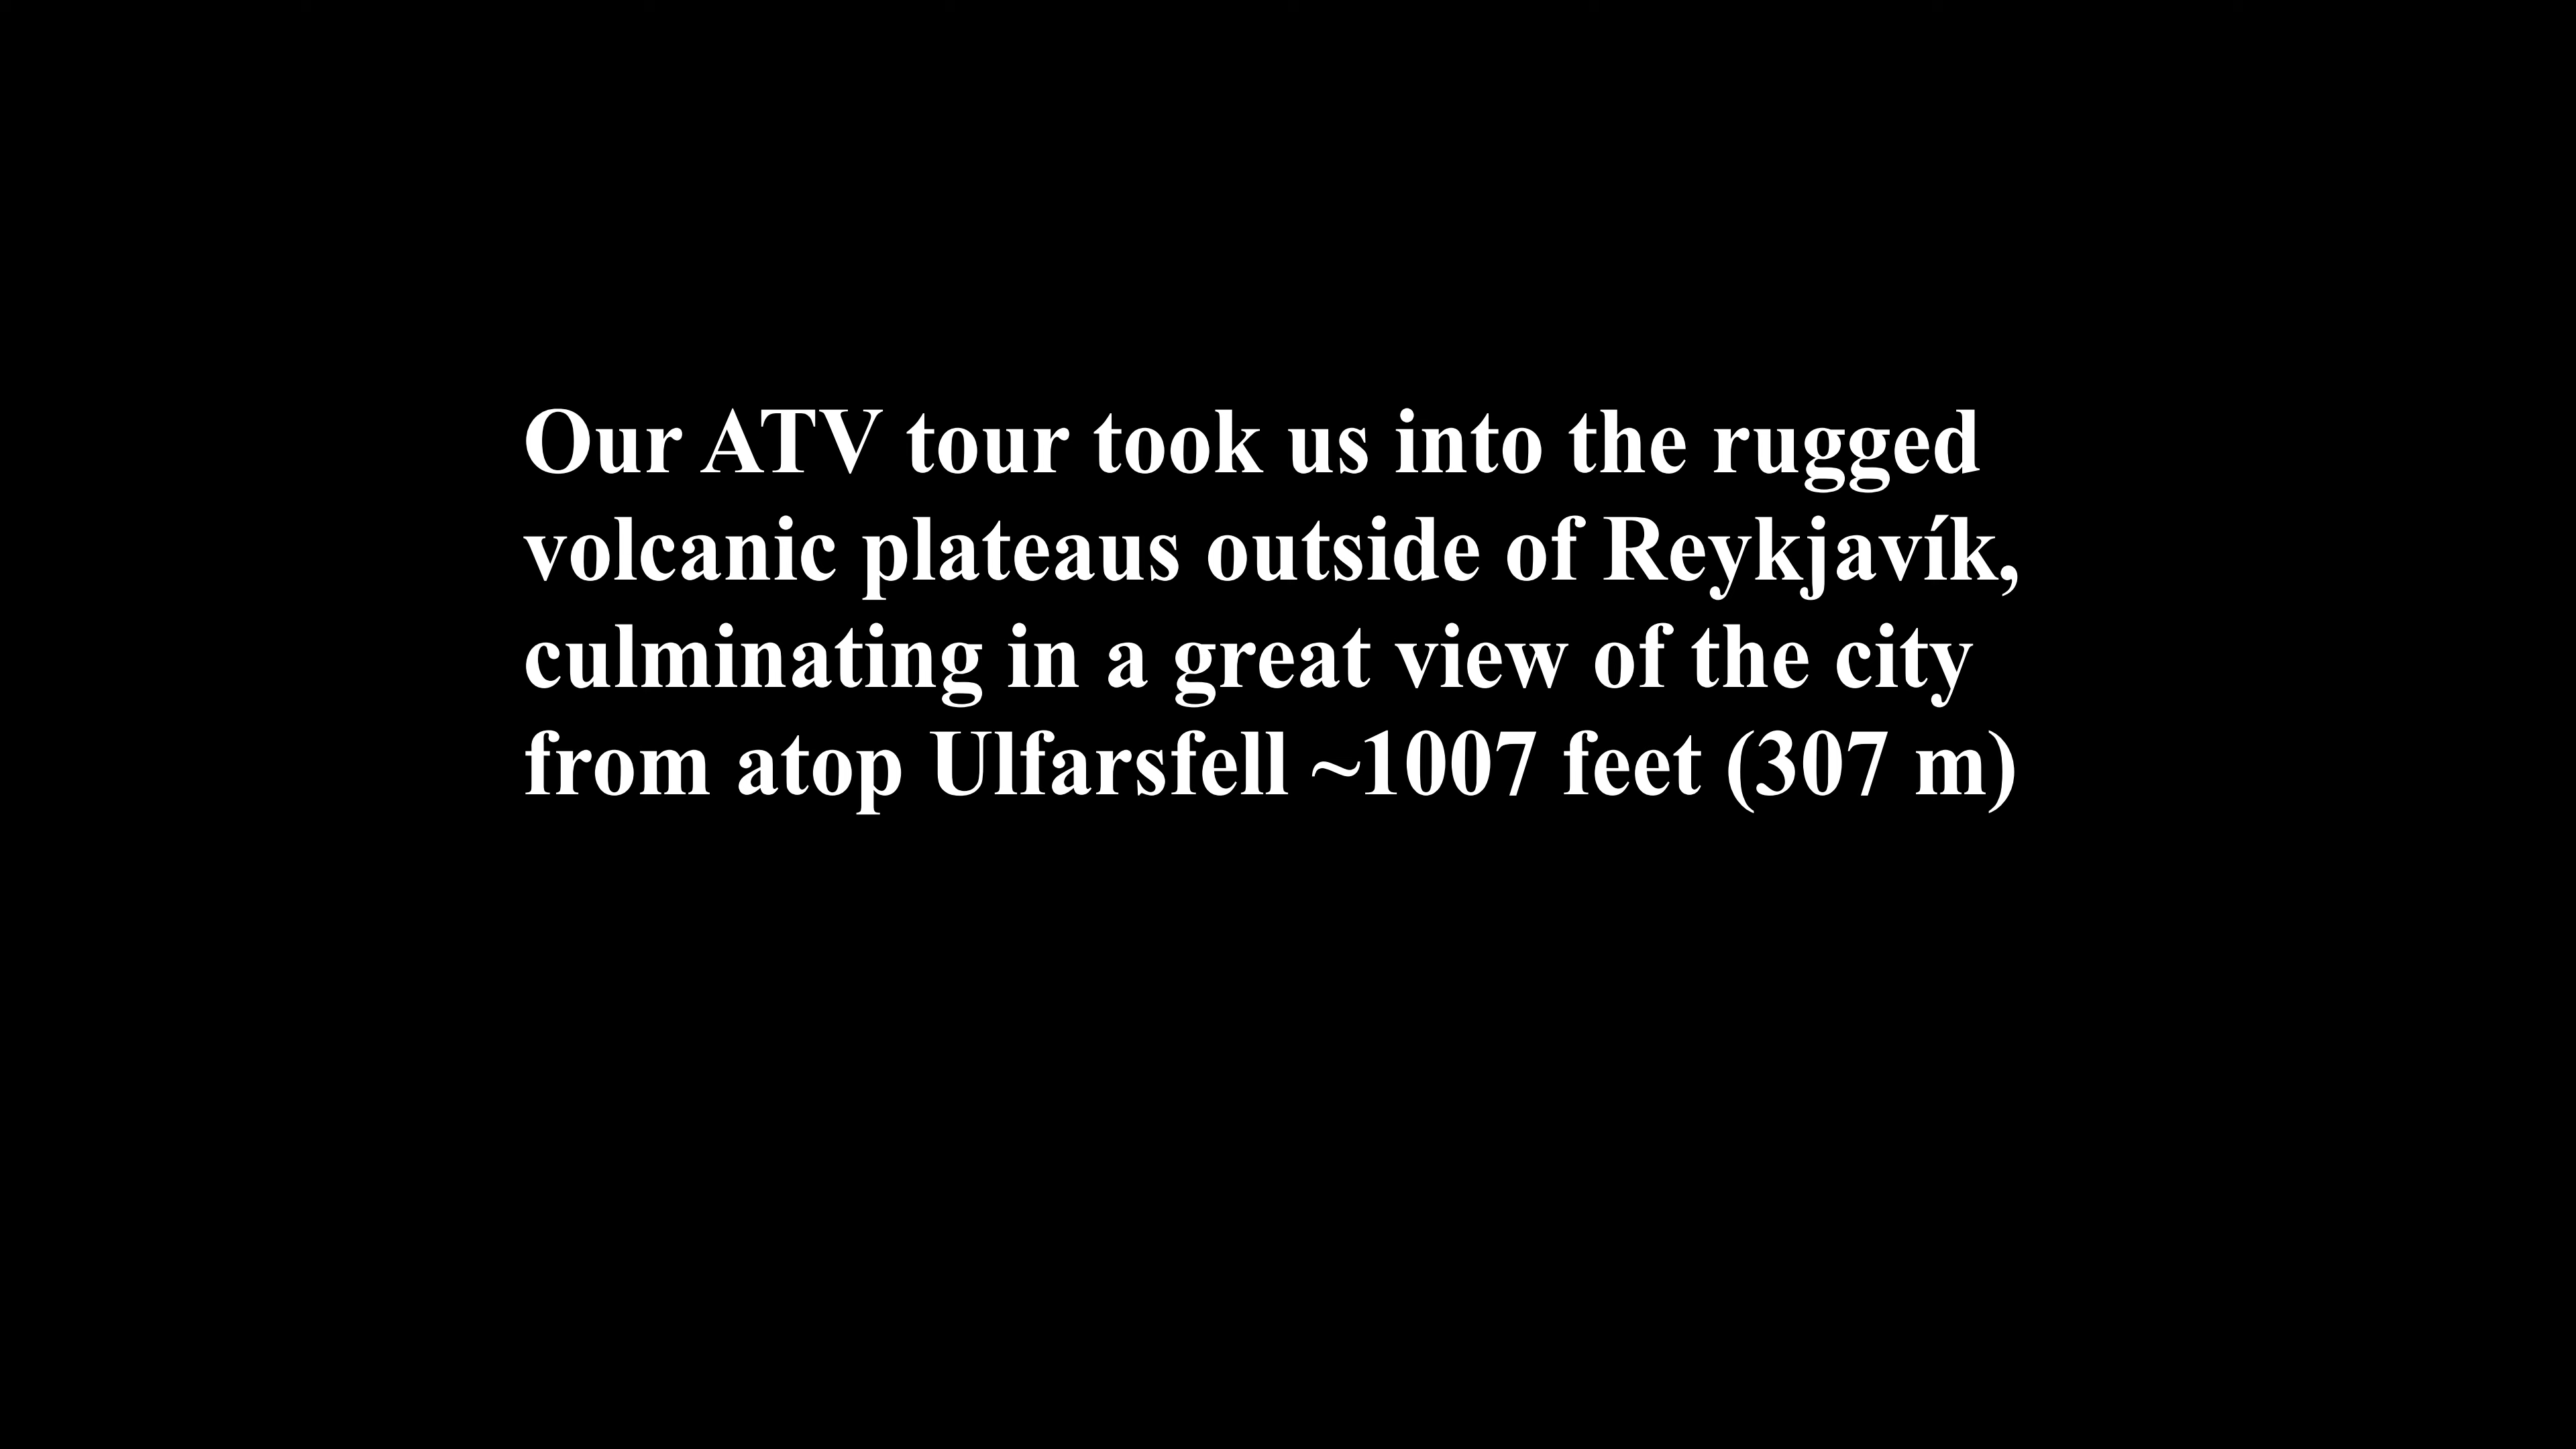 Our ATV tour took us into the rugged
volcanic plateaus outside of Reykjavík,
culminating in a great view of the city
from atop Ulfarsfell ~1007 feet (307 m)